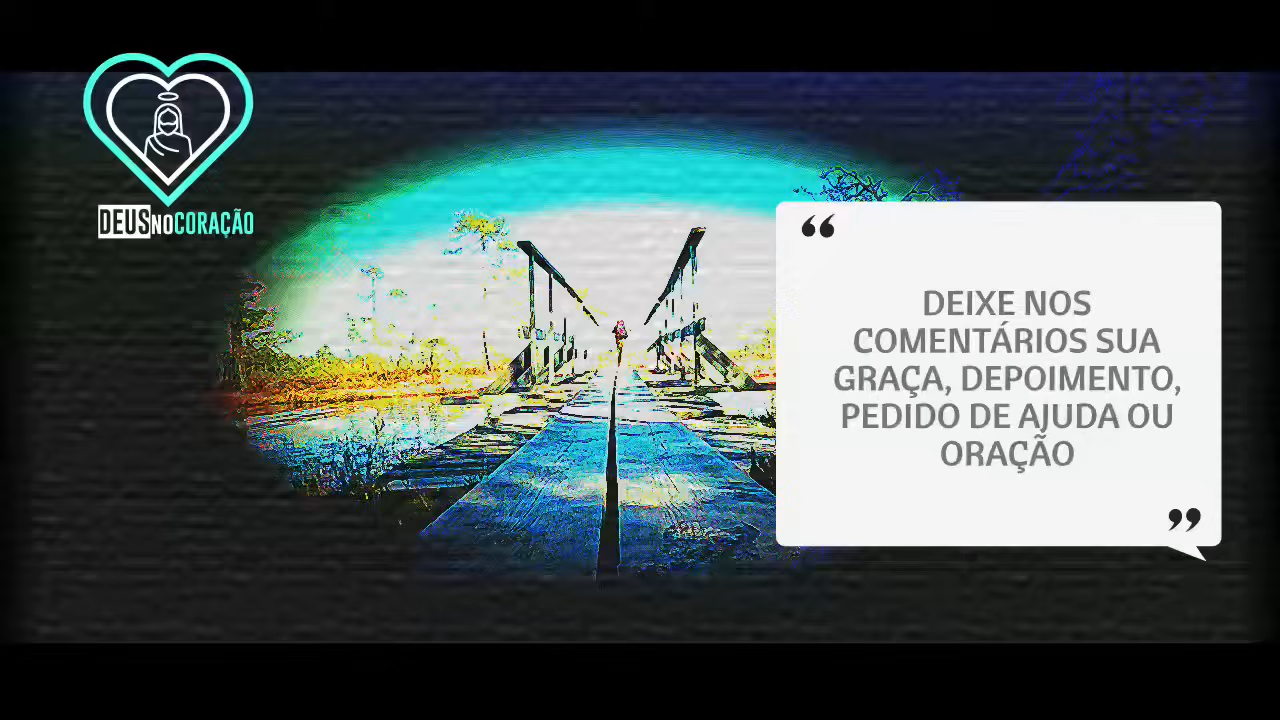 DEUSNOCORAÇÃO
“
DEIXE NOS
COMENTÁRIOS SUA
GRAÇA, DEPOIMENTO,
PEDIDO DE AJUDA OU
ORAÇÃO
”